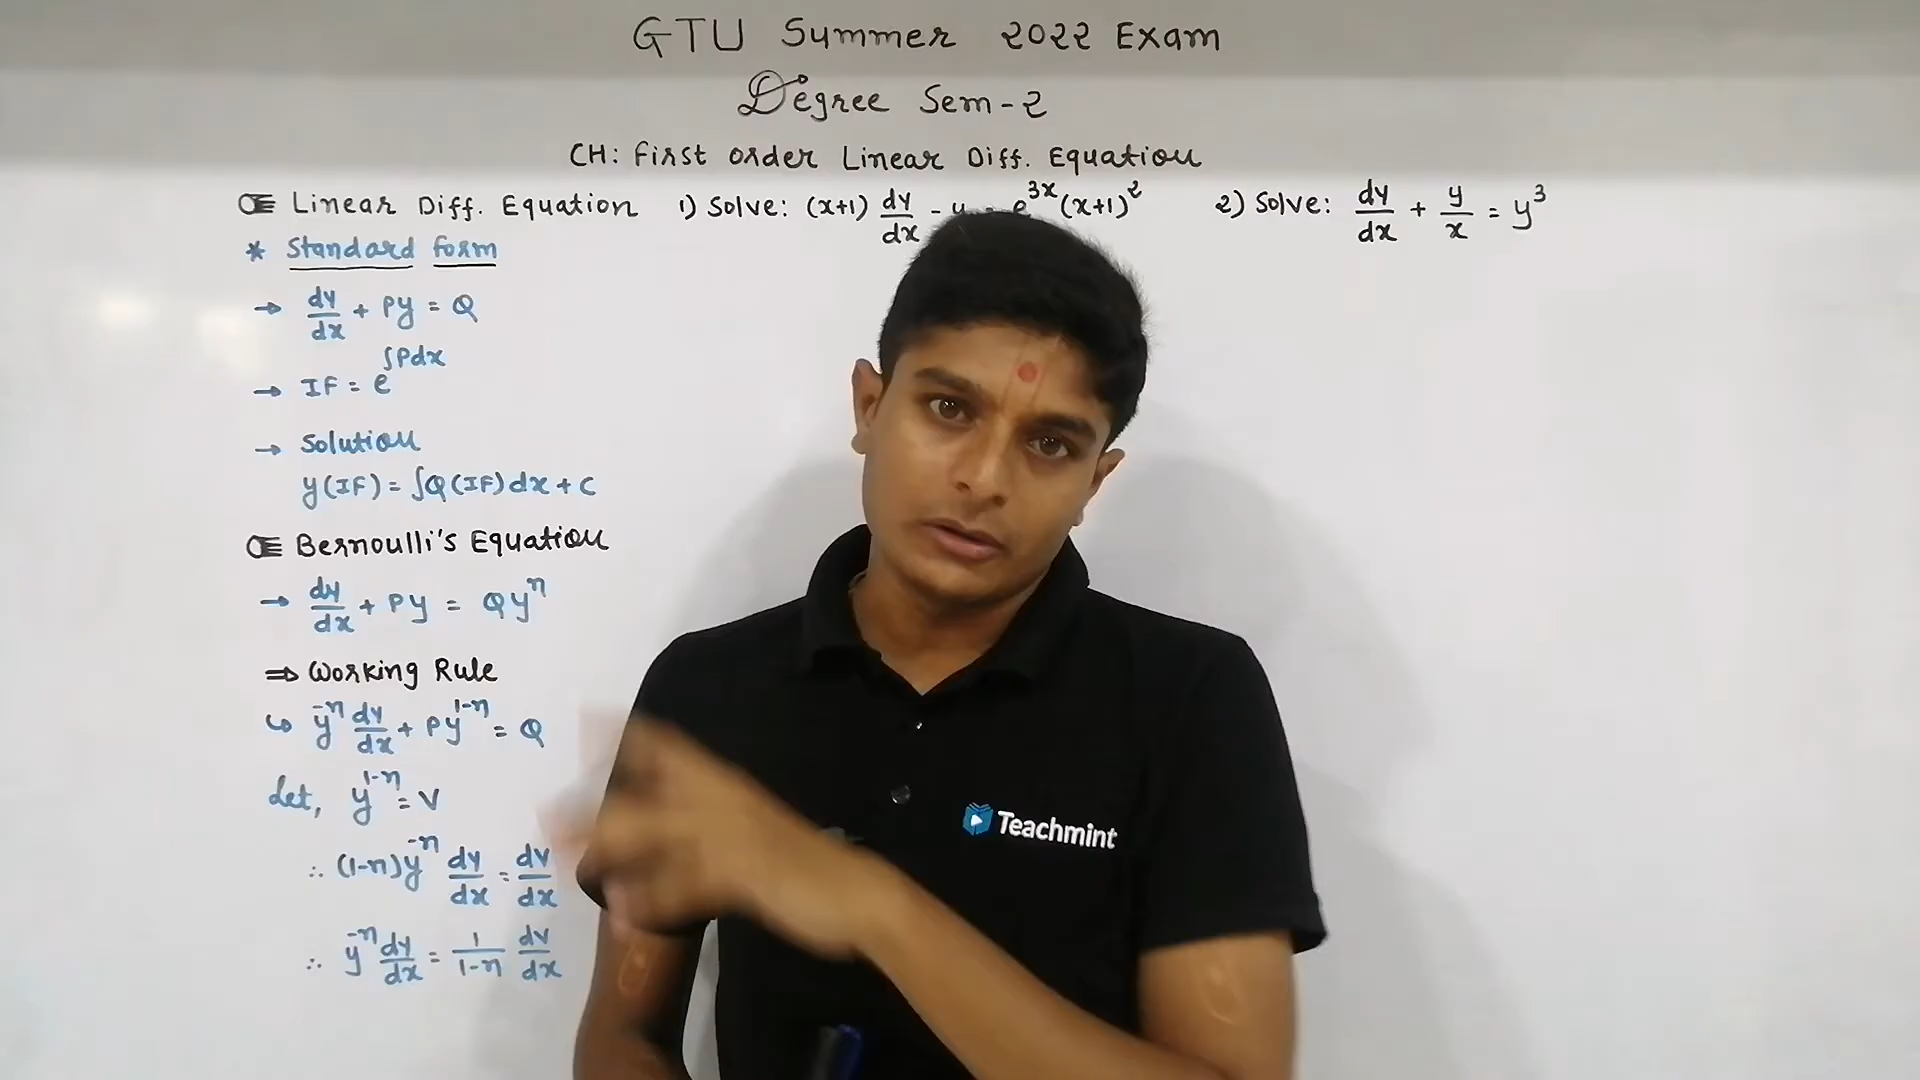 GTU Summer 2022 Exam
Degree Sem-2
CH: First order Linear Diff. Equation
Linear Diff. Equation
* Standard form
→ dy/dx + Py = Q
→ IF = e^∫Pdx
→ Solution
y(IF) = ∫Q(IF)dx + C
Bernoulli's Equation
→ dy/dx + Py = Qy^n
⇒ Working Rule
↪ y^-n dy/dx + Py^1-n = Q
Let, y^1-n = v
∴ (1-n)y^-n dy/dx = dv/dx
∴ y^-n dy/dx = 1/1-n dv/dx
1) Solve: (x+1) dy/dx - e^3x (x+1)^2
2) Solve: dy/dx + y/x = y^3
Teachmint